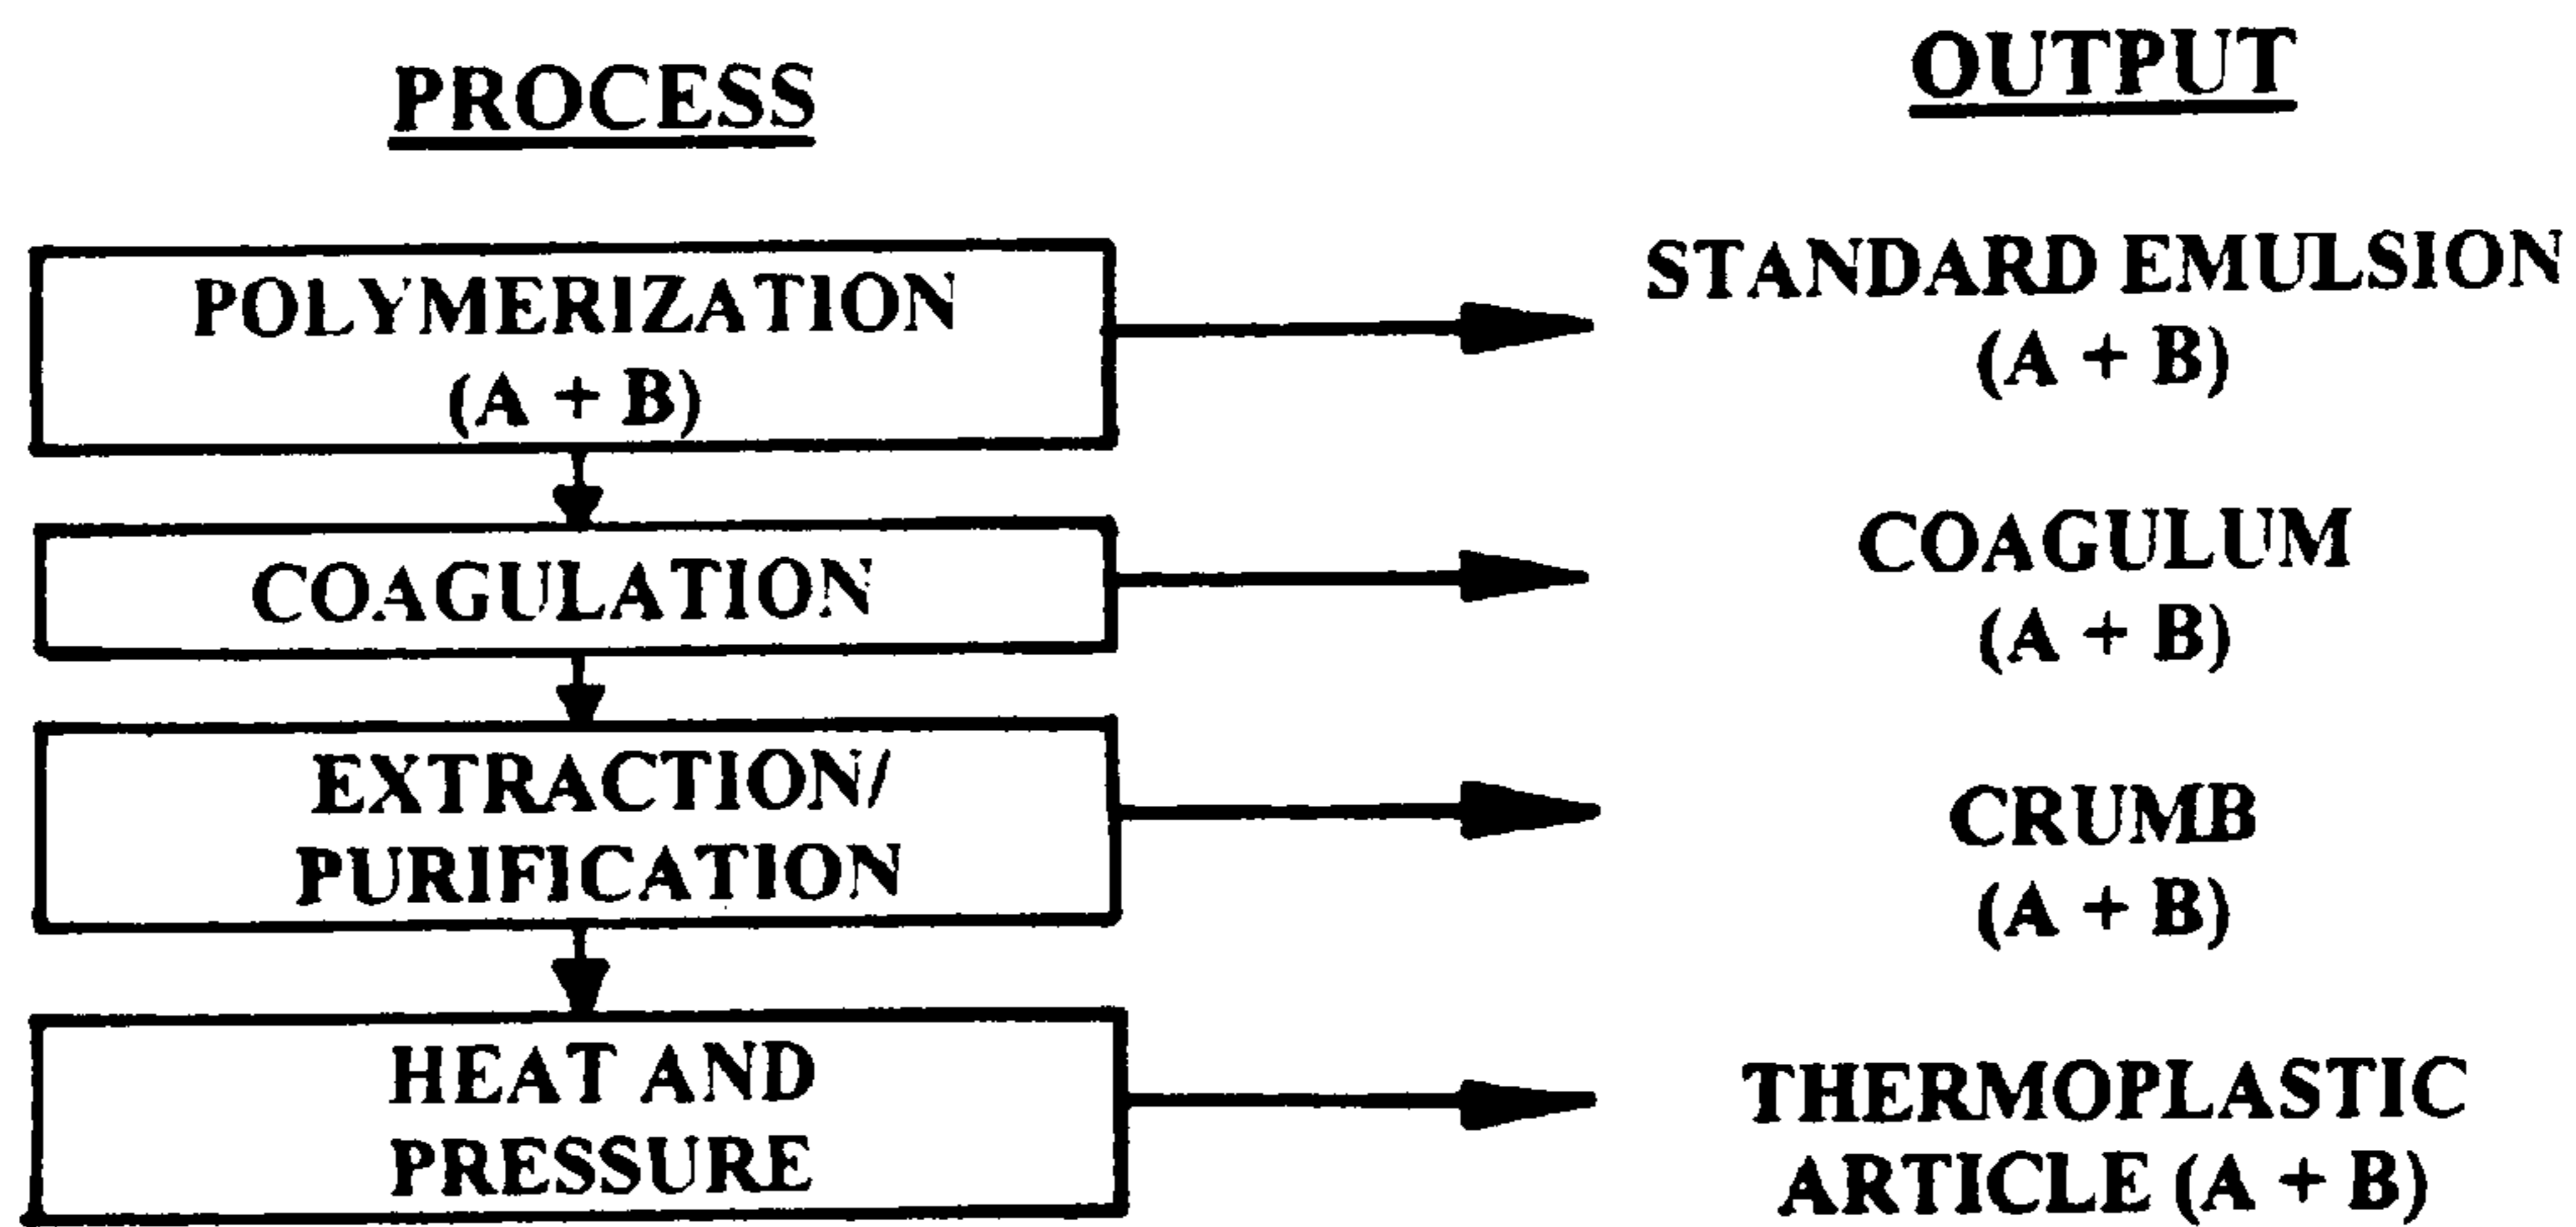 PROCESS
OUTPUT
POLYMERIZATION
(A + B)
STANDARD EMULSION
(A + B)
COAGULATION
COAGULUM
(A + B)
EXTRACTION/
PURIFICATION
CRUMB
(A + B)
HEAT AND
PRESSURE
THERMOPLASTIC
ARTICLE (A + B)